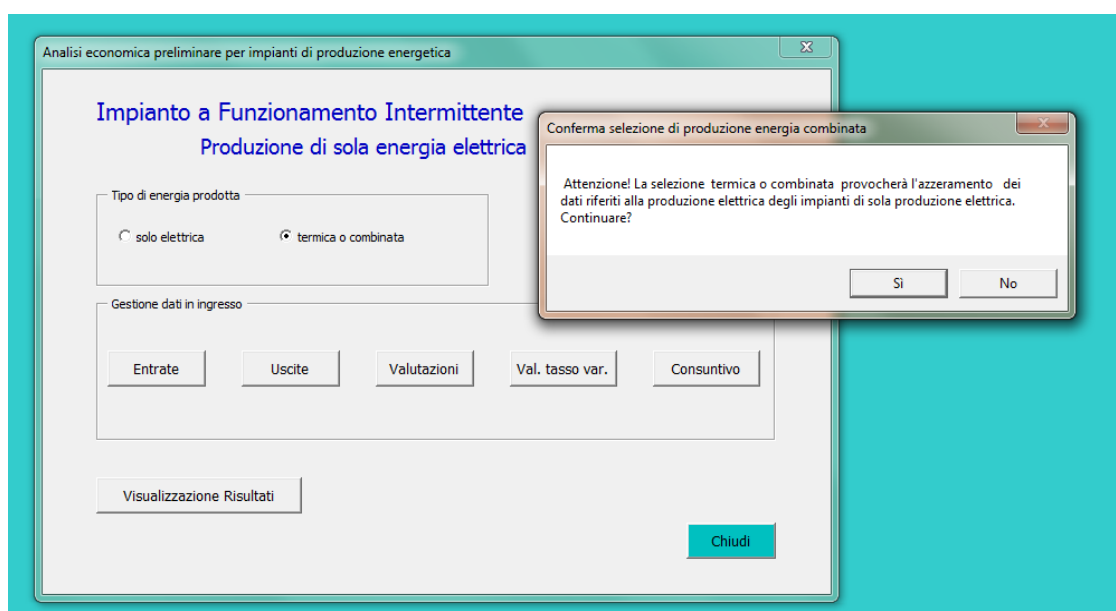 Analisi economica preliminare per impianti di produzione energetica
Impianto a Funzionamento Intermittente
Produzione di sola energia elettrica
Tipo di energia prodotta
solo elettrica
termica o combinata
Gestione dati in ingresso
Entrate
Uscite
Valutazioni
Val. tasso var.
Consuntivo
Visualizzazione Risultati
Chiudi
Conferma selezione di produzione energia combinata
Attenzione! La selezione termica o combinata provocherà l'azzeramento dei
dati riferiti alla produzione elettrica degli impianti di sola produzione elettrica.
Continuare?
Sì
No